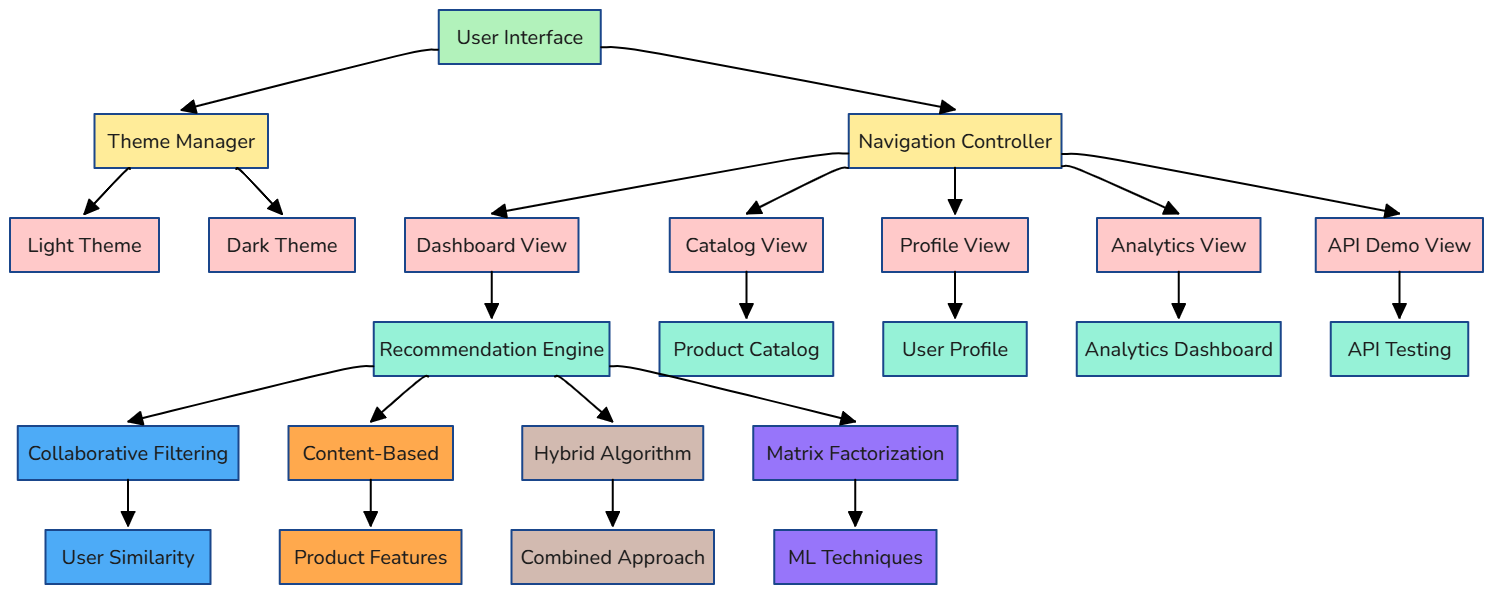 User Interface
Theme Manager
Navigation Controller
Light Theme
Dark Theme
Dashboard View
Catalog View
Profile View
Analytics View
API Demo View
Recommendation Engine
Product Catalog
User Profile
Analytics Dashboard
API Testing
Collaborative Filtering
Content-Based
Hybrid Algorithm
Matrix Factorization
User Similarity
Product Features
Combined Approach
ML Techniques